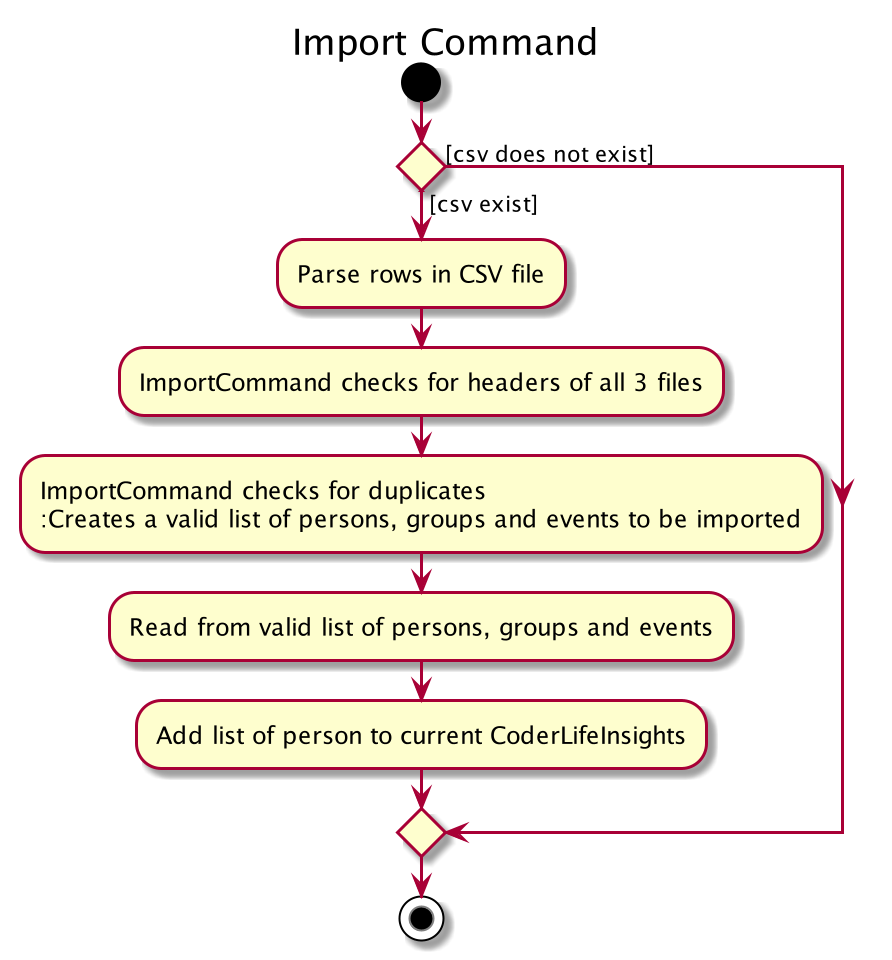 Import Command
[csv does not exist]
[csv exist]
Parse rows in CSV file
ImportCommand checks for headers of all 3 files
ImportCommand checks for duplicates
:Creates a valid list of persons, groups and events to be imported
Read from valid list of persons, groups and events
Add list of person to current CoderLifeInsights